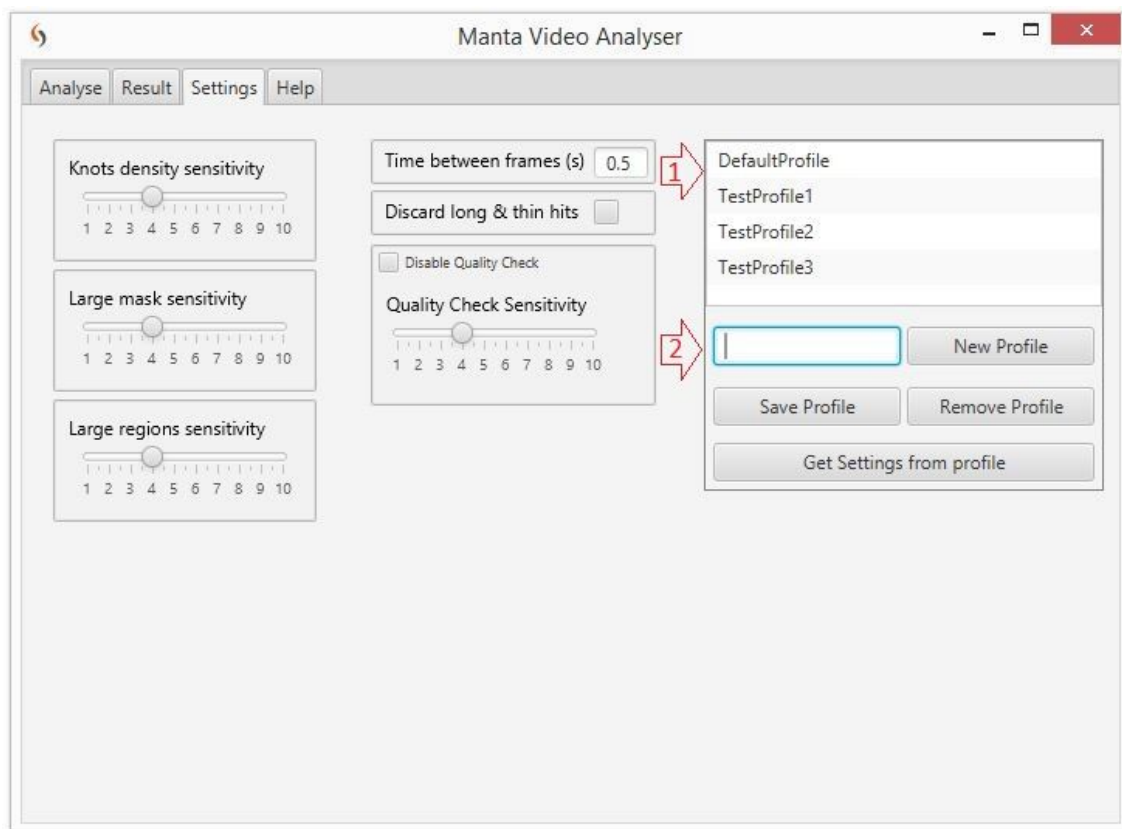 Manta Video Analyser
Analyse Result Settings Help
Knots density sensitivity
1 2 3 4 5 6 7 8 9 10
Large mask sensitivity
1 2 3 4 5 6 7 8 9 10
Large regions sensitivity
1 2 3 4 5 6 7 8 9 10
Time between frames (s) 0.5
Discard long & thin hits
Disable Quality Check
Quality Check Sensitivity
1 2 3 4 5 6 7 8 9 10
1
DefaultProfile
TestProfile1
TestProfile2
TestProfile3
2
New Profile
Save Profile Remove Profile
Get Settings from profile